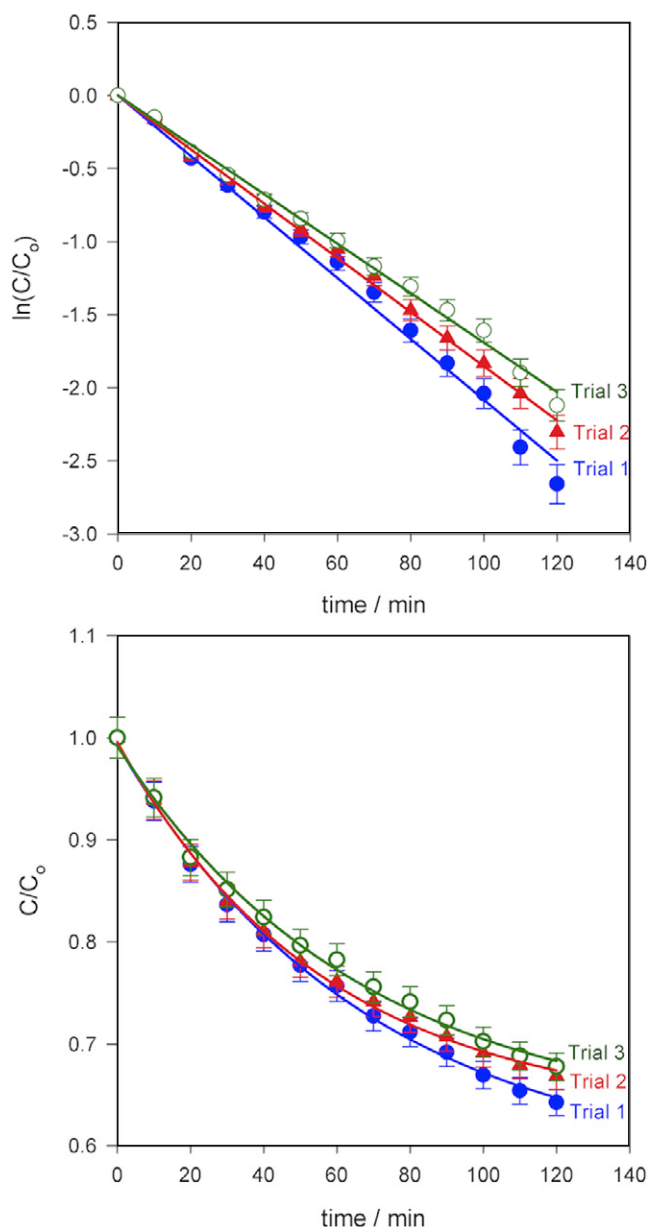 0.5
0.0
-0.5
-1.0
-1.5
-2.0
-2.5
-3.0
ln(C/Co)
Trial 3
Trial 2
Trial 1
0 20 40 60 80 100 120 140
time / min
1.1
1.0
0.9
0.8
0.7
0.6
C/Co
Trial 3
Trial 2
Trial 1
0 20 40 60 80 100 120 140
time / min